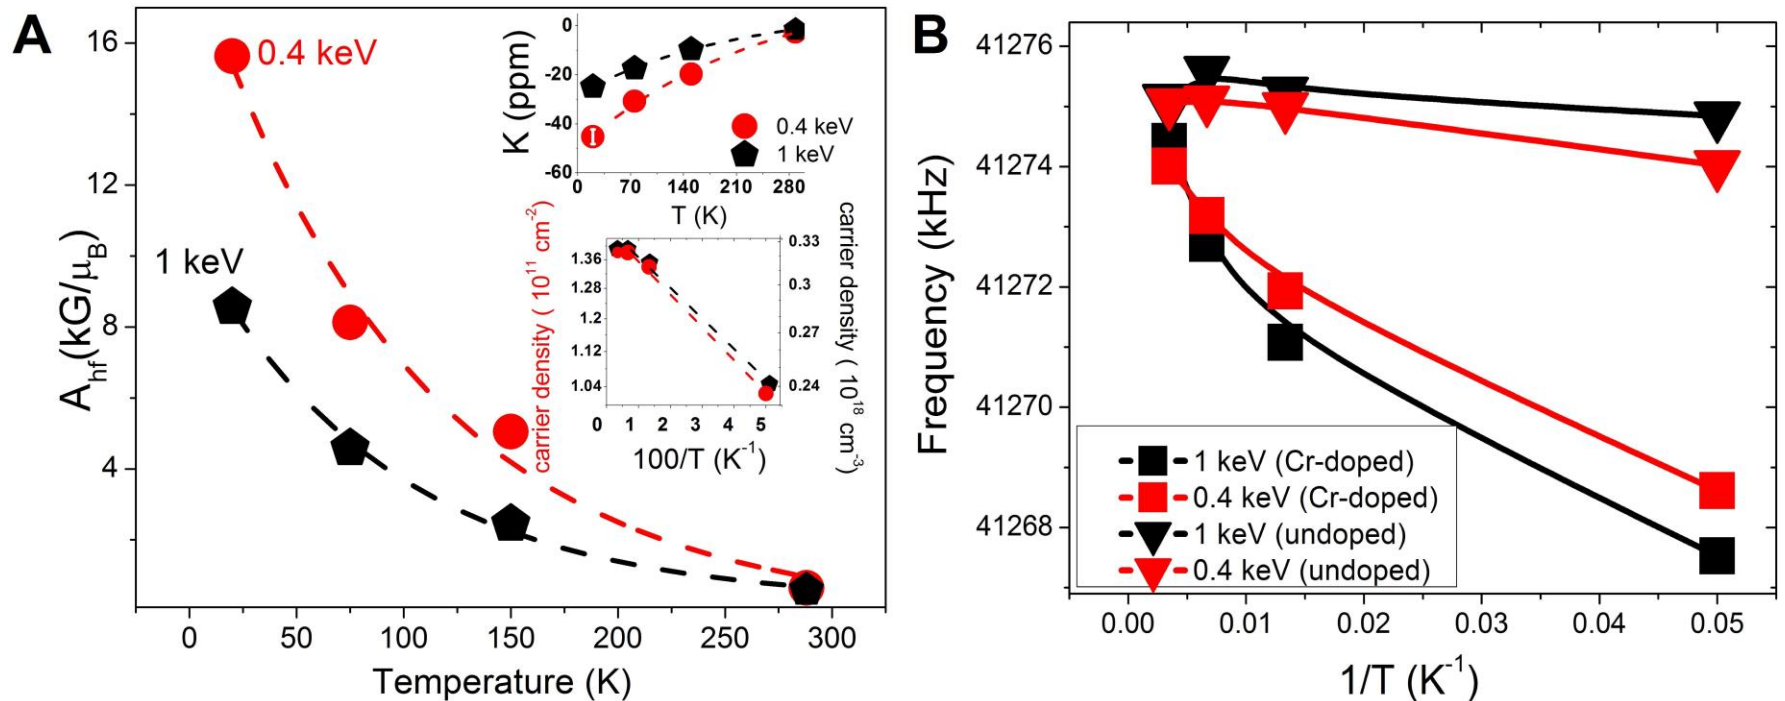 A
16
12
8
4
0 50 100 150 200 250 300
A_hf(kG/μ_B)
Temperature (K)
0.4 keV
1 keV
K (ppm)
0
-20
-40
-60
0 70 140 210 280
T (K)
0.4 keV
1 keV
carrier density ( 10^11 cm^-2)
1.36
1.28
1.2
1.12
1.04
0 1 2 3 4 5
100/T (K^-1)
0.33
0.3
0.27
0.24
carrier density ( 10^18 cm^-3)
B
Frequency (kHz)
41276
41274
41272
41270
41268
0.00 0.01 0.02 0.03 0.04 0.05
1/T (K^-1)
1 keV (Cr-doped)
0.4 keV (Cr-doped)
1 keV (undoped)
0.4 keV (undoped)